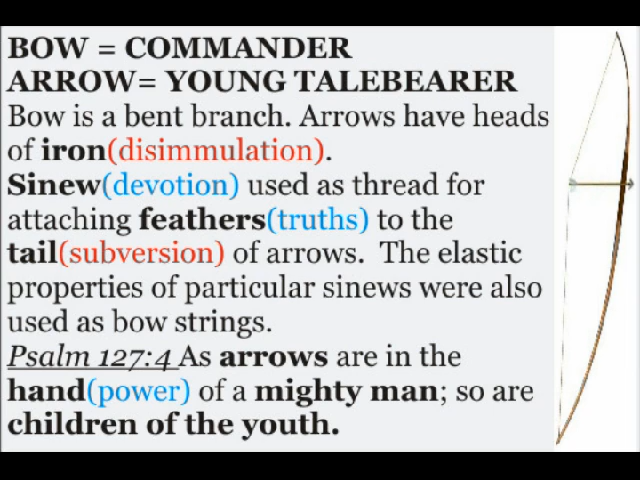 BOW = COMMANDER
ARROW= YOUNG TALEBEARER
Bow is a bent branch. Arrows have heads
of iron(disimmulation).
Sinew(devotion) used as thread for
attaching feathers(truths) to the
tail(subversion) of arrows. The elastic
properties of particular sinews were also
used as bow strings.
Psalm 127:4 As arrows are in the
hand(power) of a mighty man; so are
children of the youth.